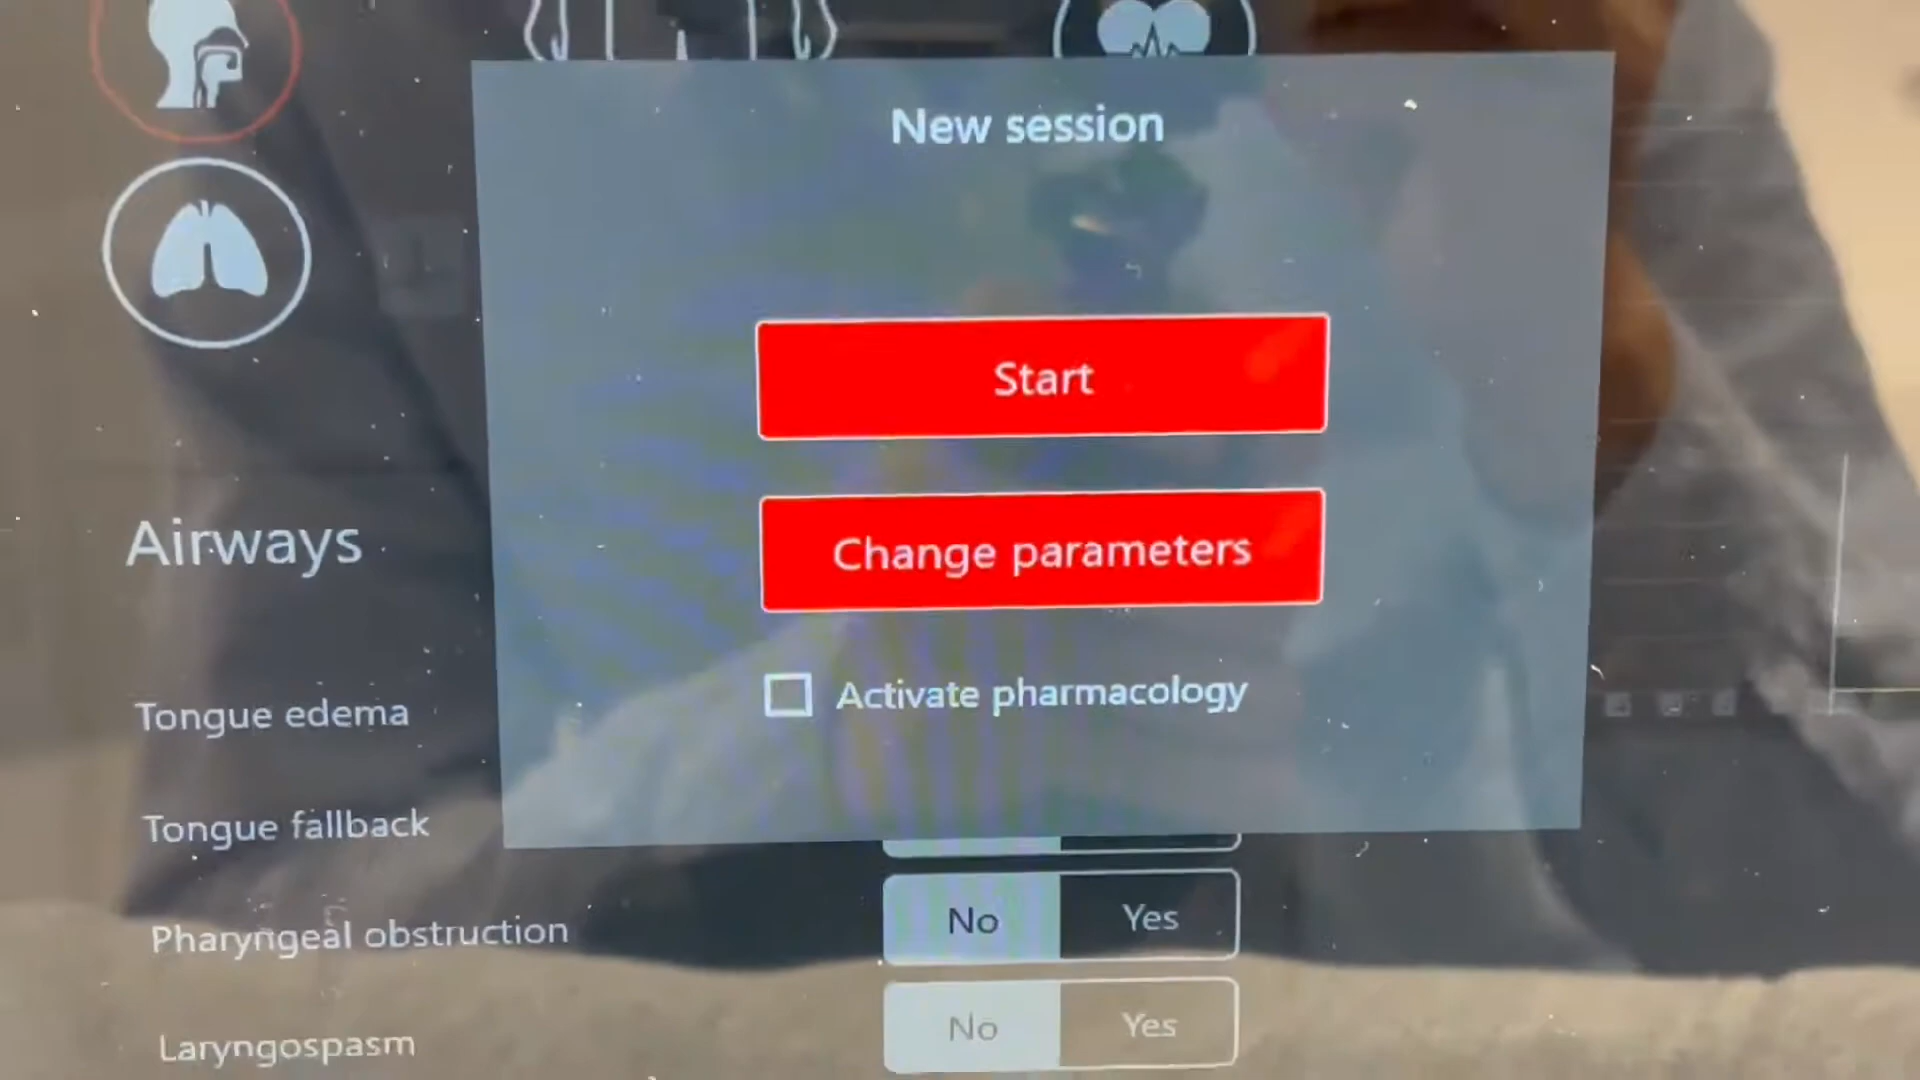 New session
Start
Change parameters
Activate pharmacology
Airways
Tongue edema
Tongue fallback
Pharyngeal obstruction No Yes
Laryngospasm No Yes